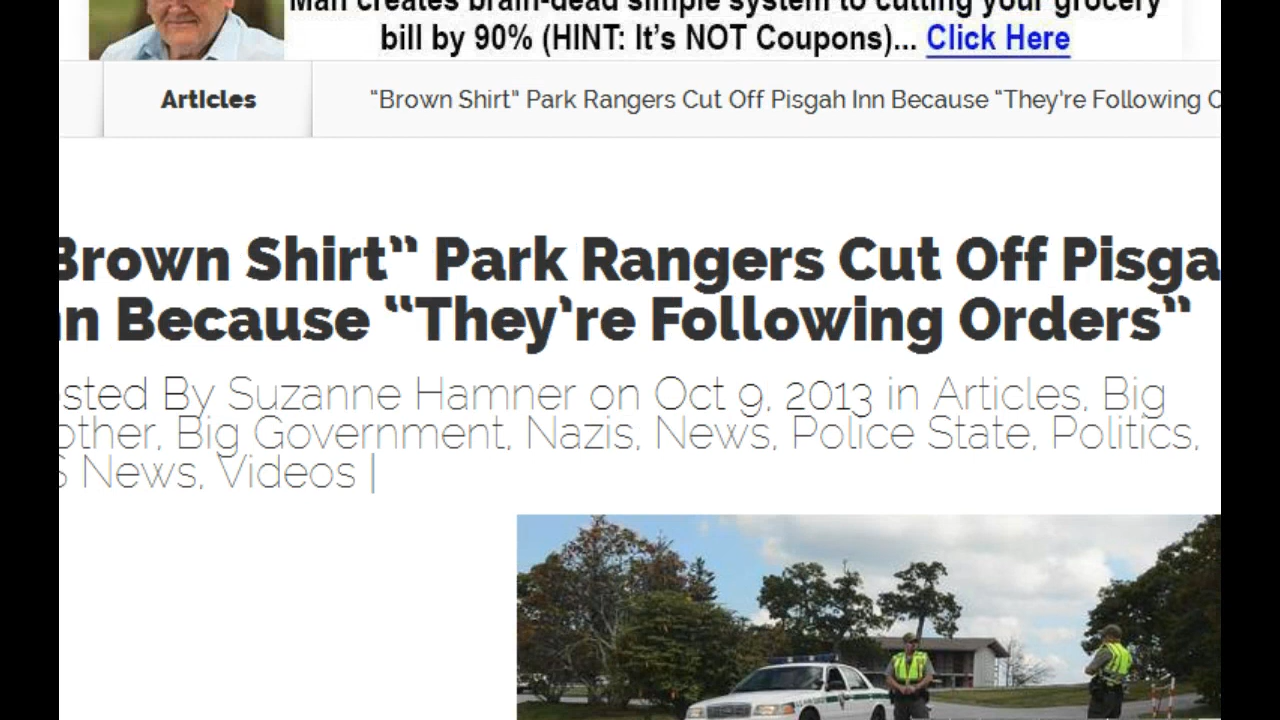 Man creates brain-dead simple system to cutting your grocery
bill by 90% (HINT: It's NOT Coupons)... Click Here
Articles
"Brown Shirt" Park Rangers Cut Off Pisgah Inn Because "They're Following O
Brown Shirt” Park Rangers Cut Off Pisga
nn Because “They’re Following Orders”
osted By Suzanne Hamner on Oct 9, 2013 in Articles, Big
other, Big Government, Nazis, News, Police State, Politics,
S News, Videos |